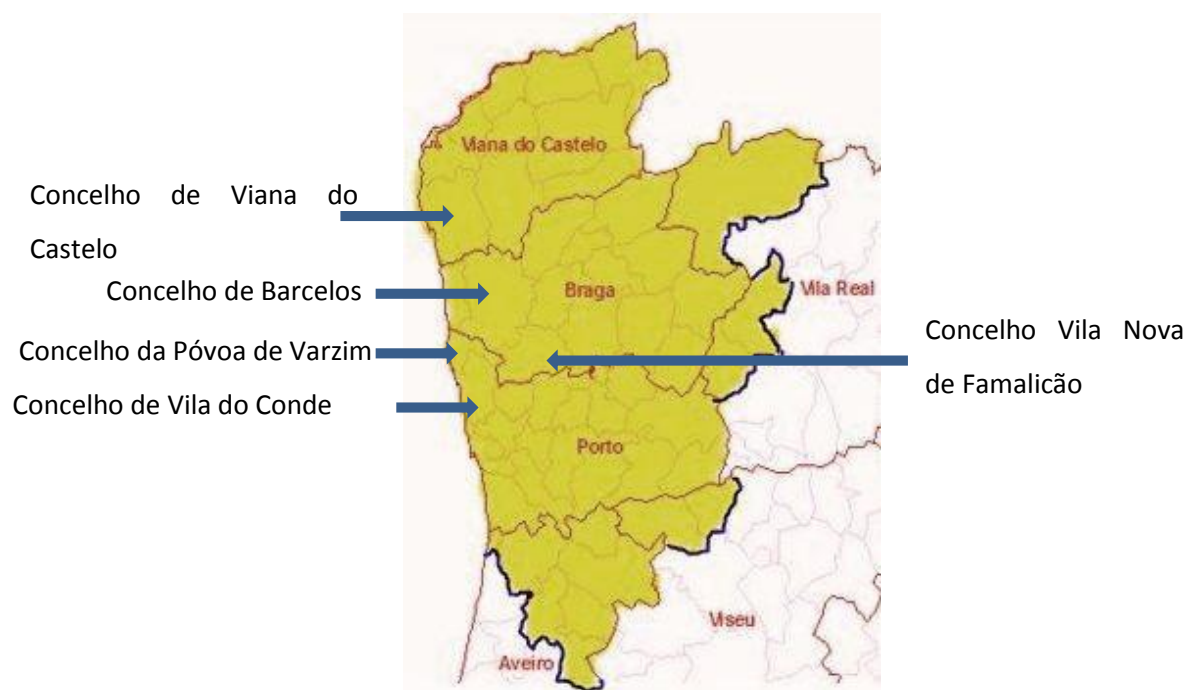 Viana do Castelo
Concelho de Viana do
Castelo
Concelho de Barcelos
Braga
Vila Real
Concelho da Póvoa de Varzim
Concelho de Vila do Conde
Concelho Vila Nova
de Famalicão
Porto
Viseu
Aveiro